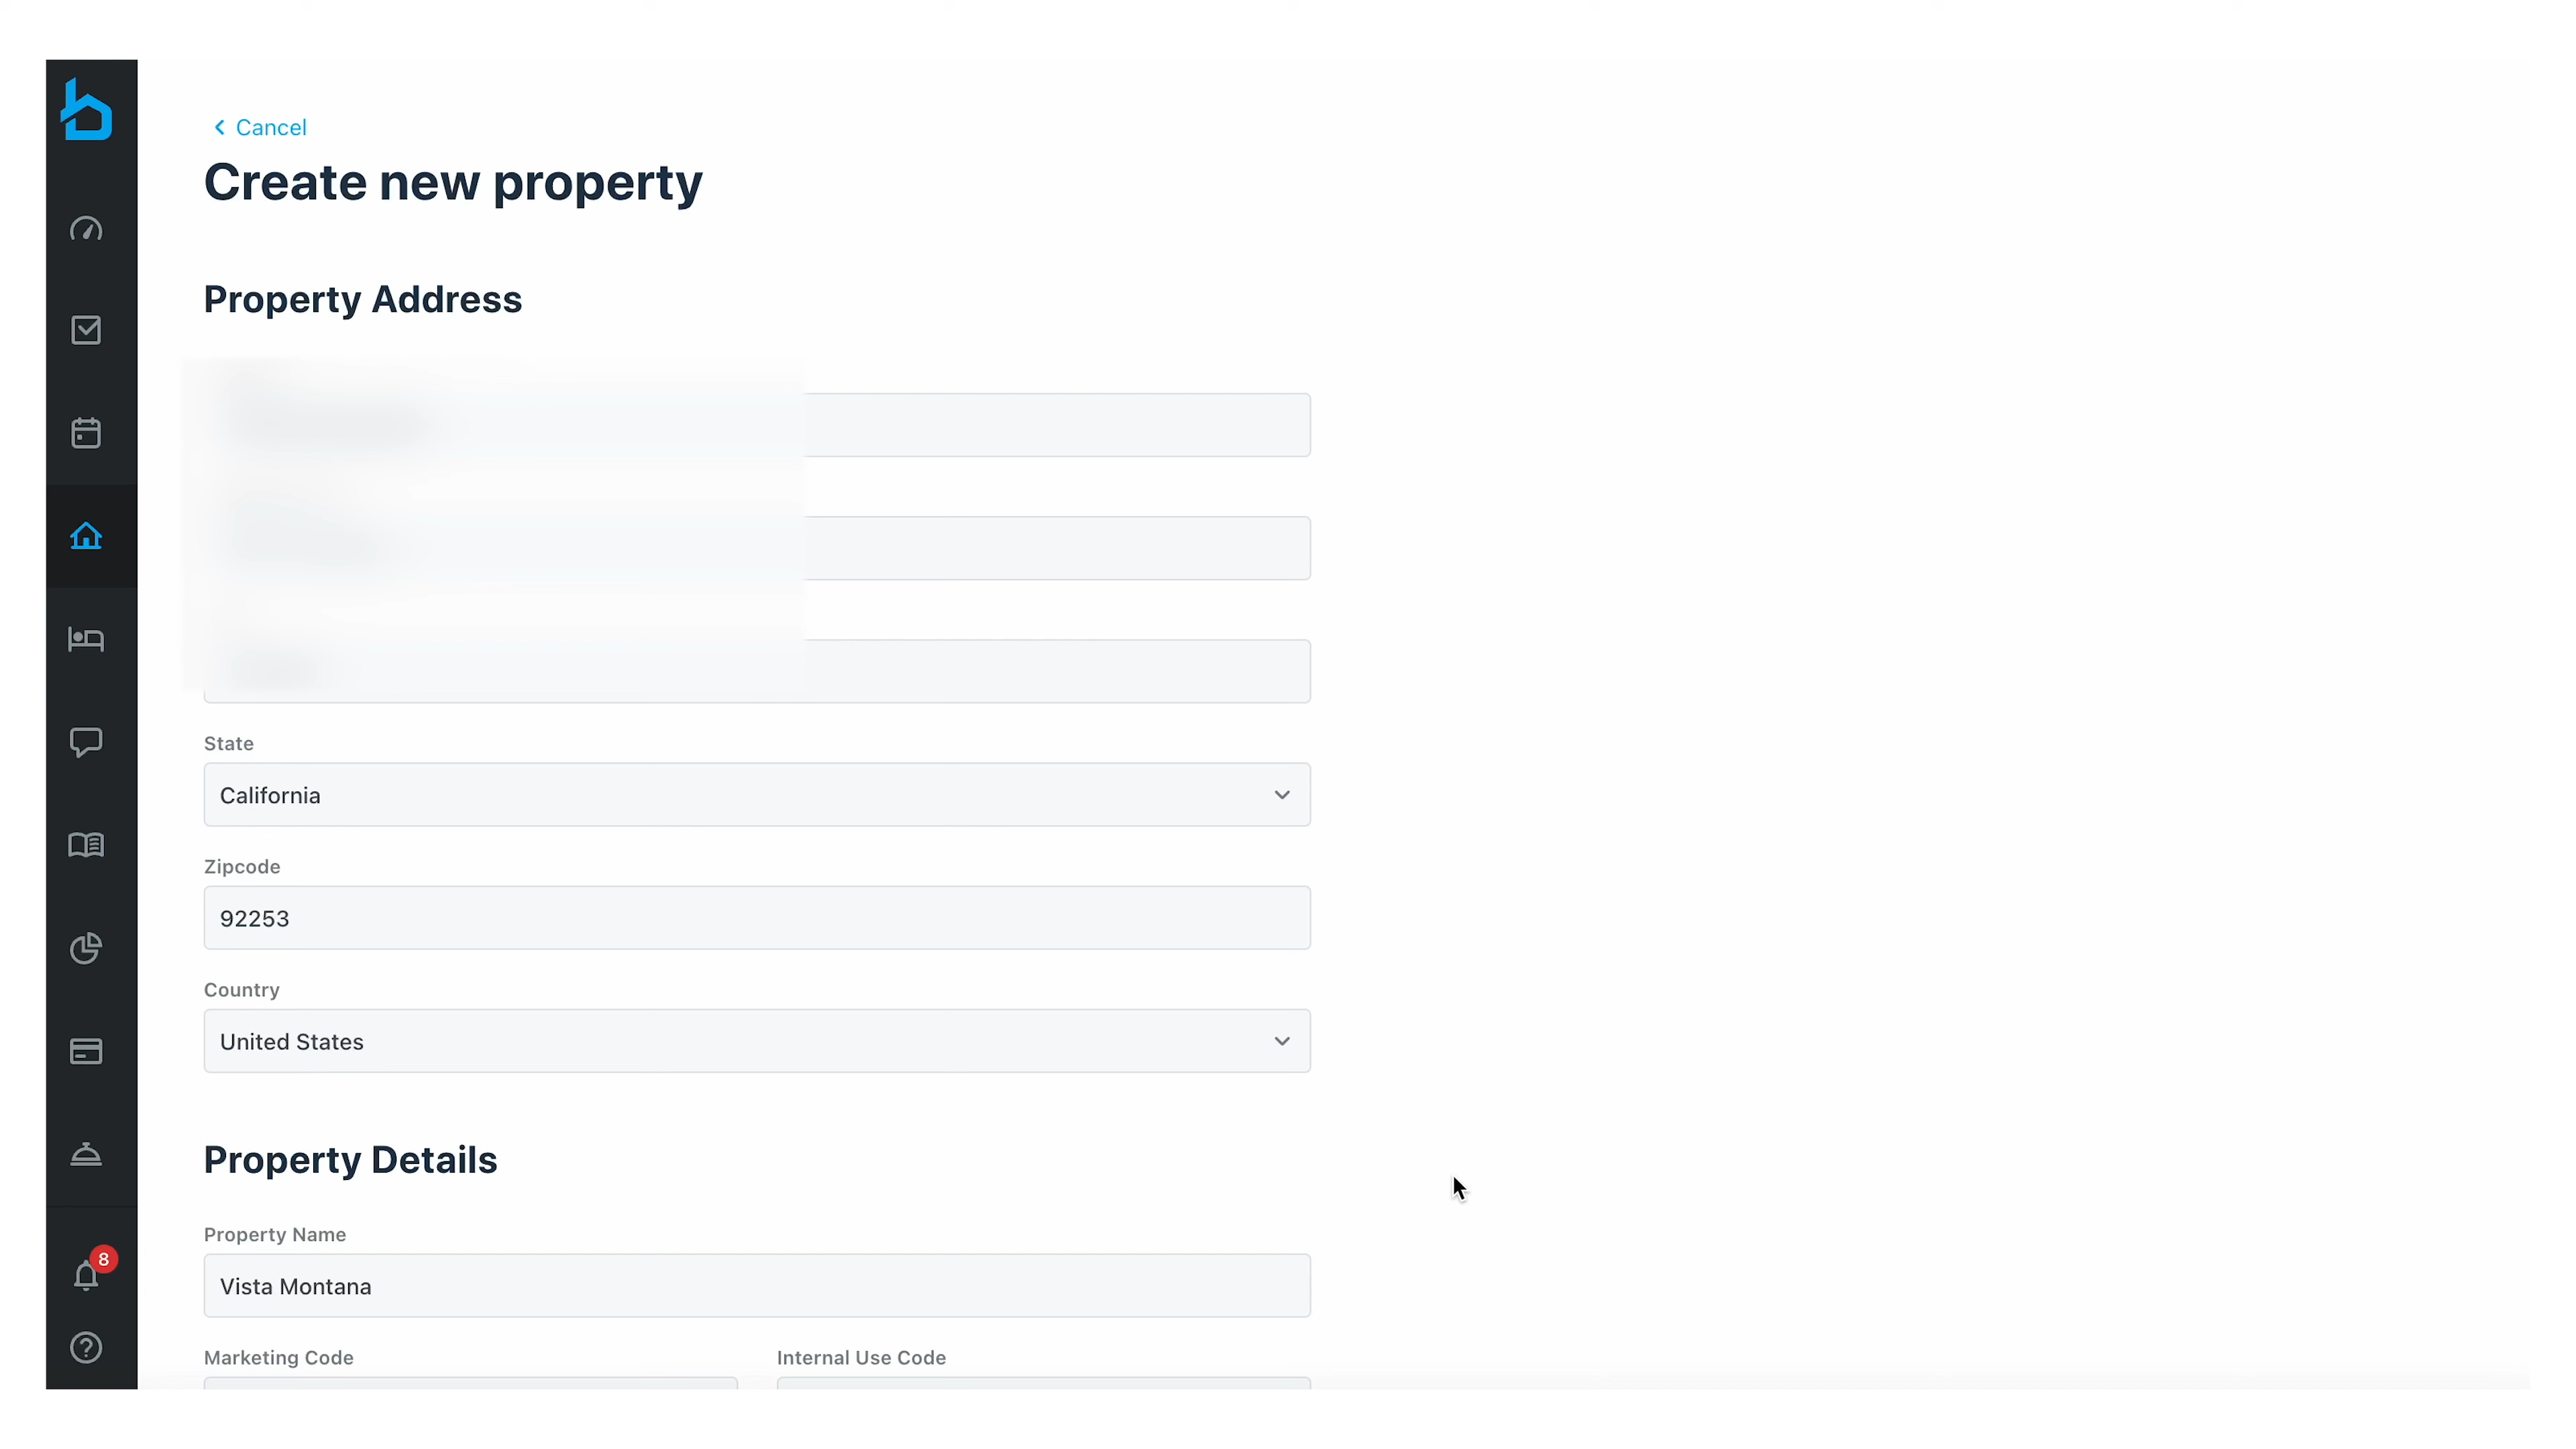 Cancel
Create new property
Property Address
State
California
Zipcode
92253
Country
United States
Property Details
Property Name
Vista Montana
Marketing Code Internal Use Code
8